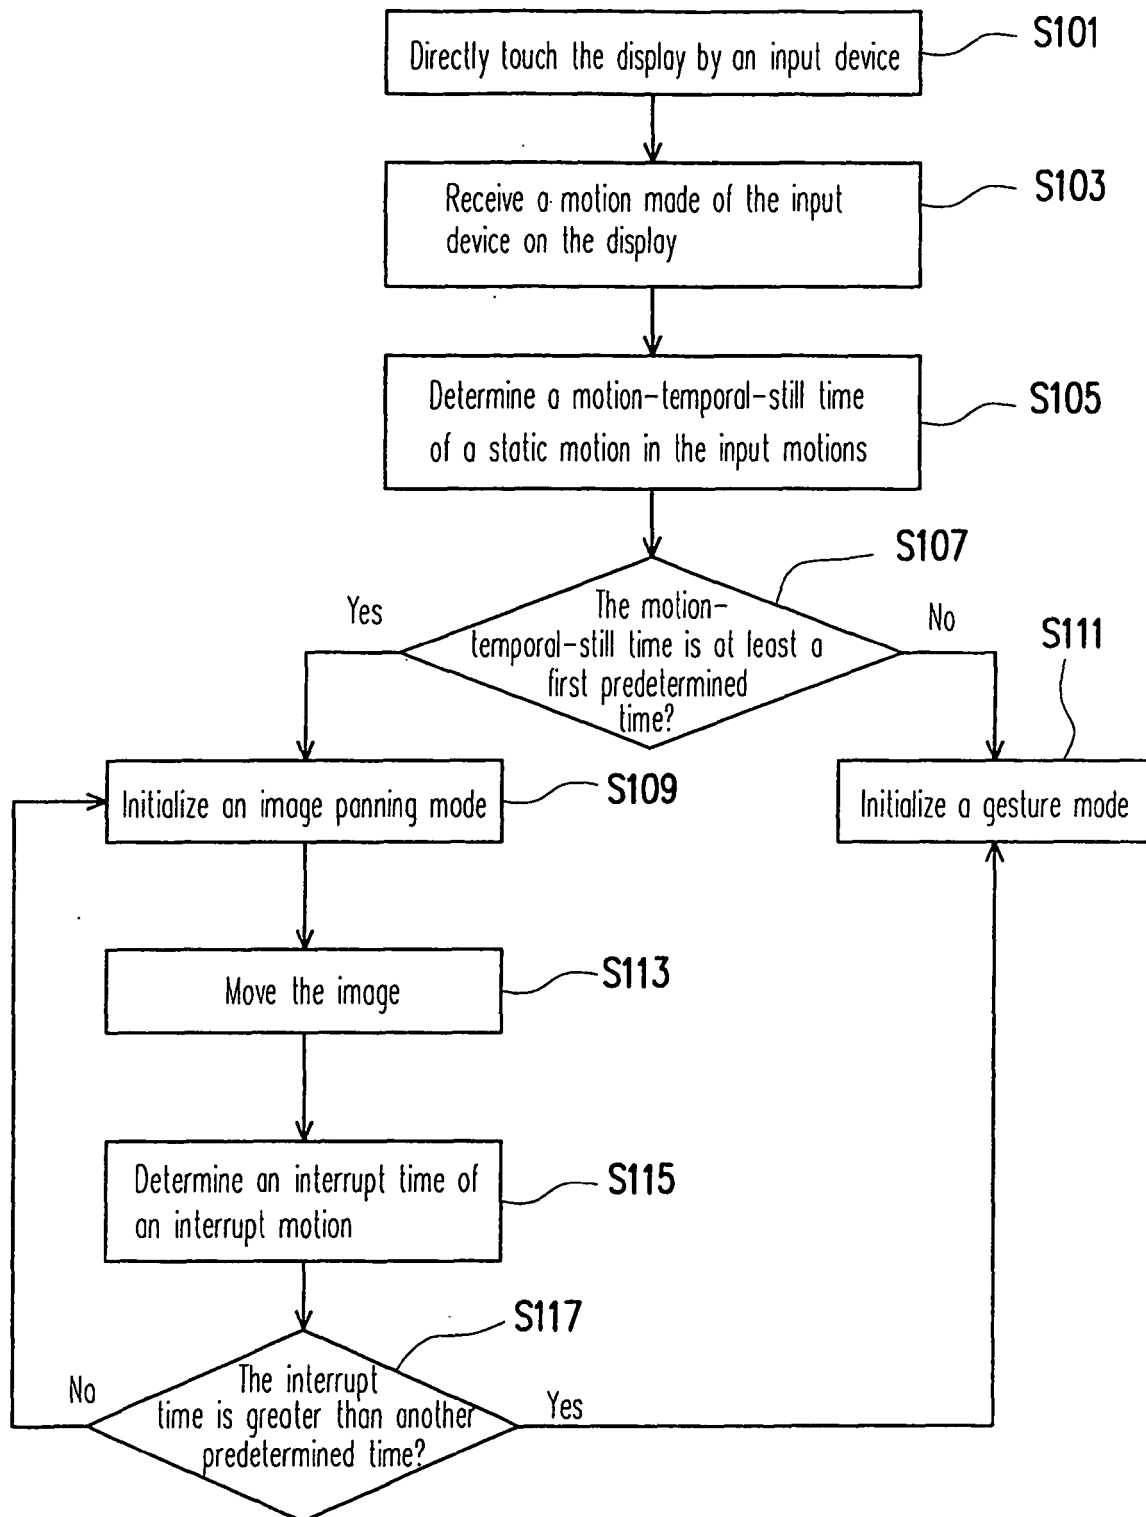 Directly touch the display by an input device
S101
Receive a motion made of the input
device on the display
S103
Determine a motion-temporal-still time
of a static motion in the input motions
S105
S107
The motion-
temporal-still time is at least a
first predetermined
time?
Yes
No
S111
Initialize an image panning mode
S109
Initialize a gesture mode
Move the image
S113
Determine an interrupt time of
an interrupt motion
S115
S117
The interrupt
time is greater than another
predetermined time?
No
Yes